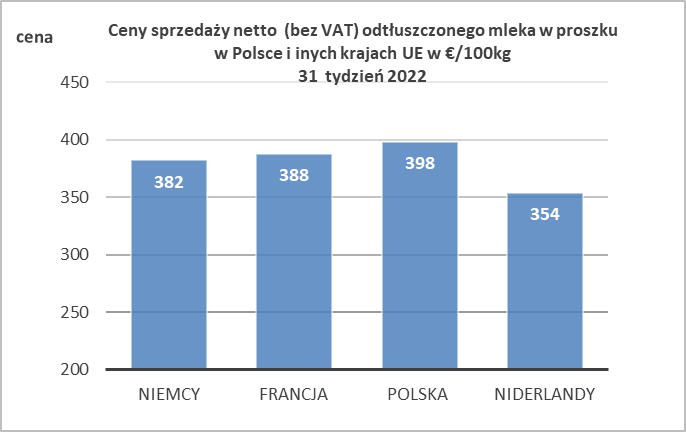 cena
Ceny sprzedaży netto  (bez VAT) odtłuszczonego mleka w proszku
w Polsce i inych krajach UE w €/100kg
31  tydzień 2022
450
400
350
300
250
200
382
388
398
354
NIEMCY
FRANCJA
POLSKA
NIDERLANDY